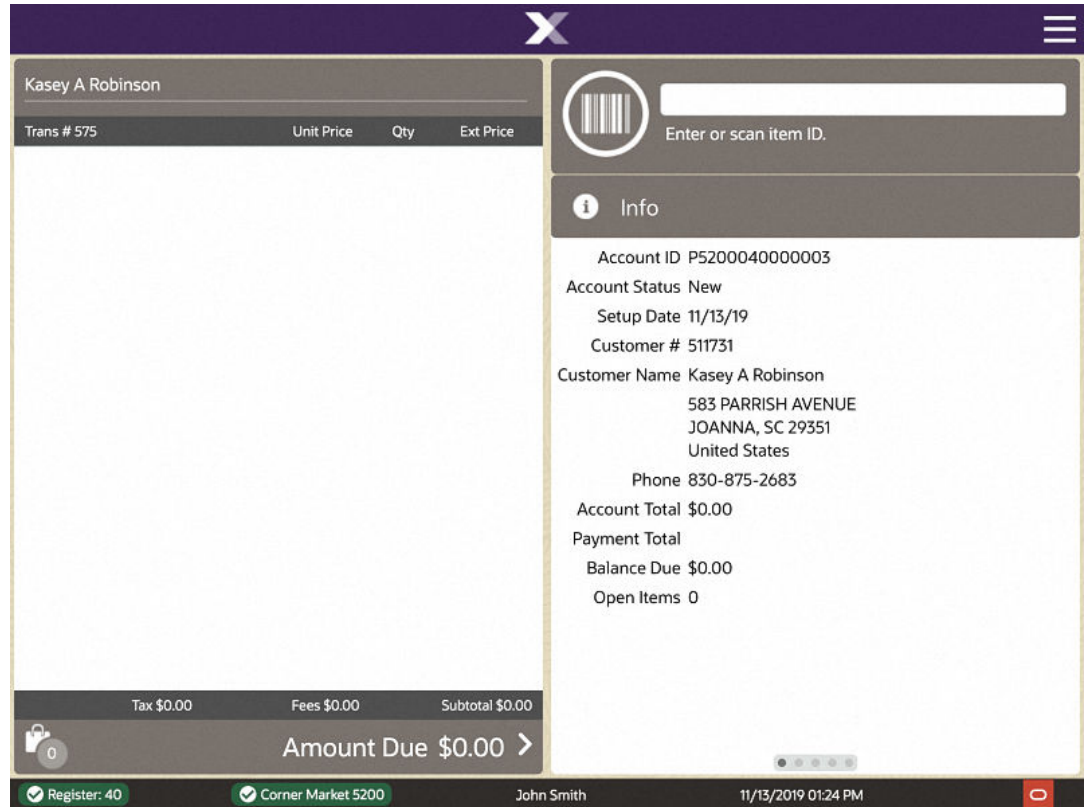 Kasey A Robinson
Trans # 575 Unit Price Qty Ext Price
Tax $0.00 Fees $0.00 Subtotal $0.00
0
Amount Due $0.00
Enter or scan item ID.
i Info
Account ID P5200040000003
Account Status New
Setup Date 11/13/19
Customer # 511731
Customer Name Kasey A Robinson
583 PARRISH AVENUE
JOANNA, SC 29351
United States
Phone 830-875-2683
Account Total $0.00
Payment Total
Balance Due $0.00
Open Items 0
Register: 40 Corner Market 5200 John Smith 11/13/2019 01:24 PM